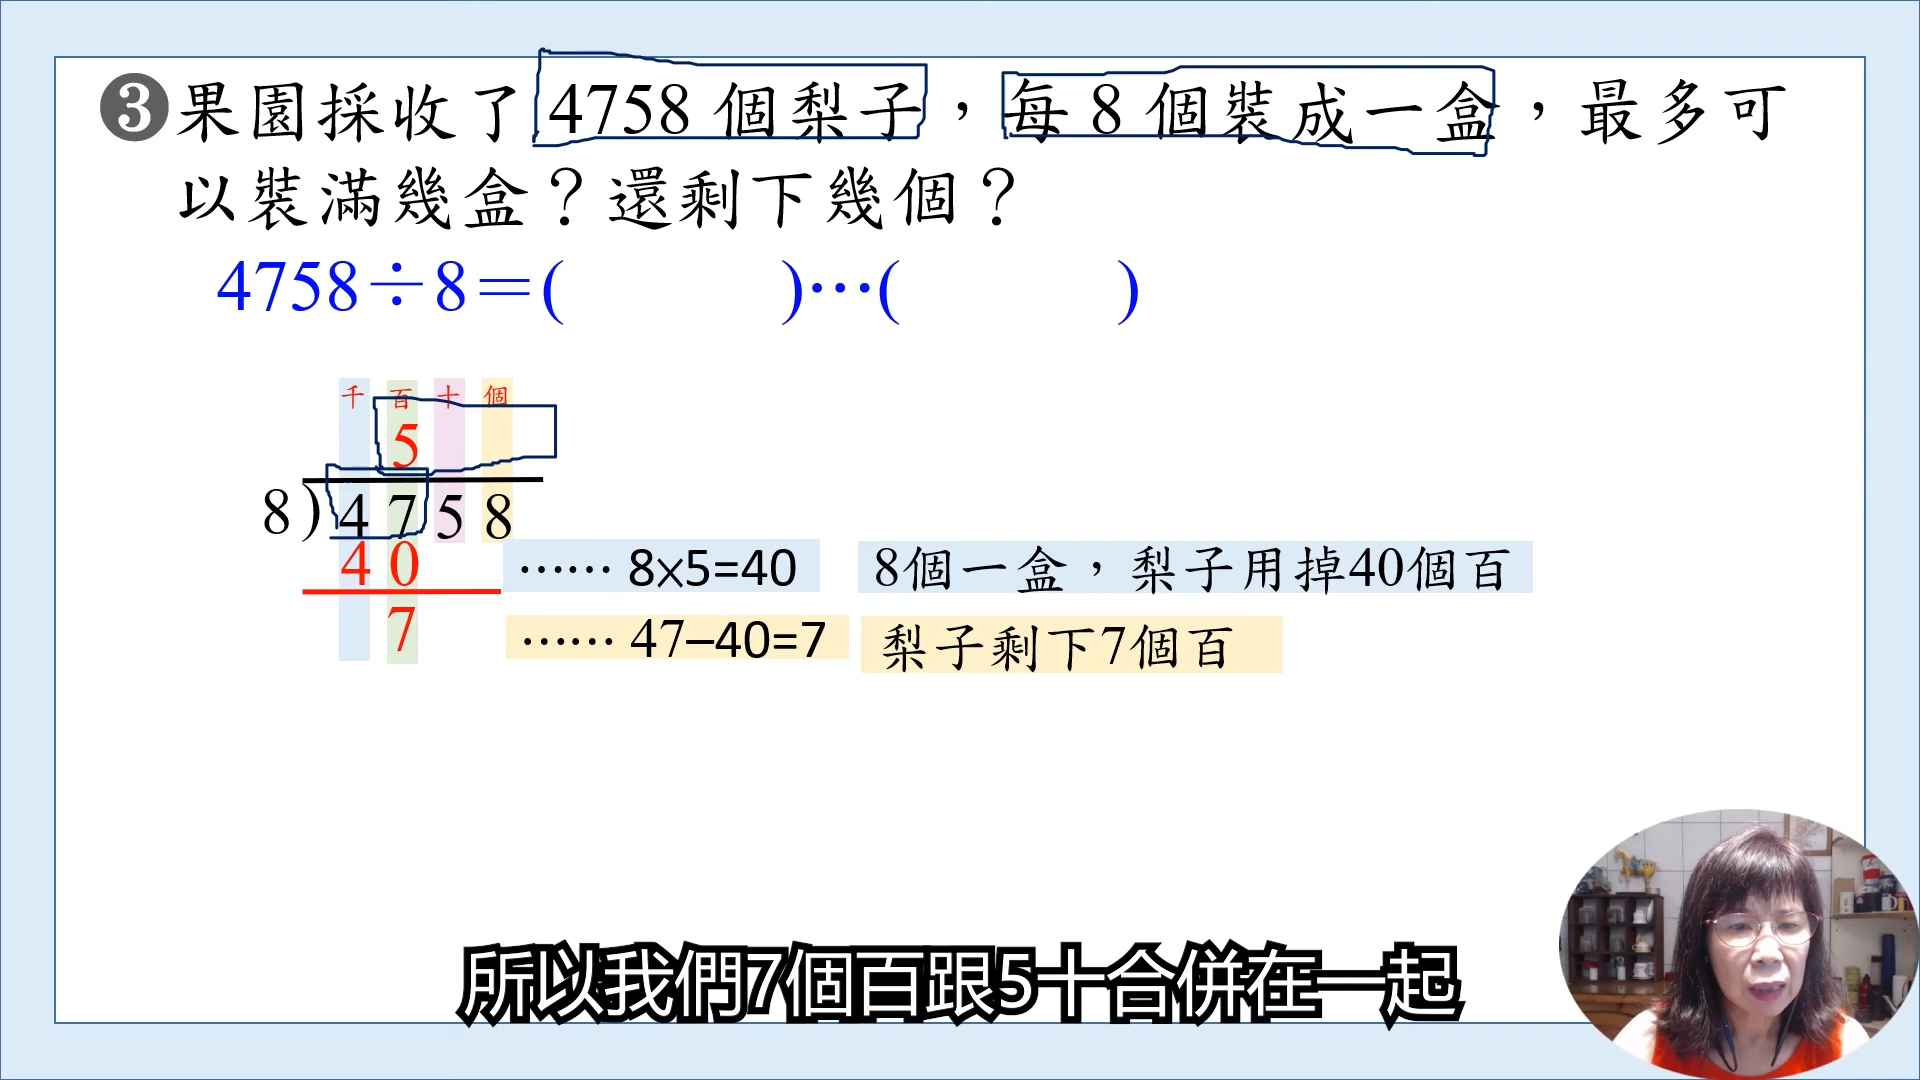 ❸果園採收了 4758 個梨子，每 8 個裝成一盒，最多可
以裝滿幾盒？還剩下幾個？
4758÷8＝(　　　)⋯(　　　)
千 百 十 個
5
8)4758
40 …… 8×5=40 8個一盒，梨子用掉40個百
7 …… 47–40=7 梨子剩下7個百
所以我們7個百跟5十合併在一起